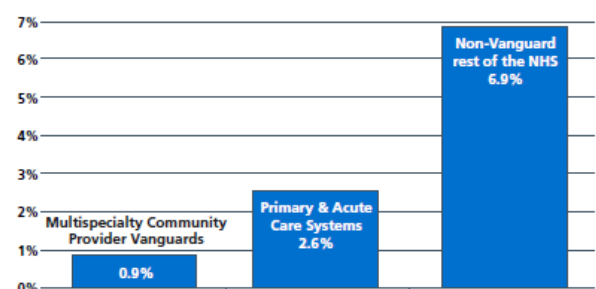 7%
6%
5%
4%
3%
2%
1%
0%
Multispecialty Community
Provider Vanguards
0.9%
Primary & Acute
Care Systems
2.6%
Non-Vanguard
rest of the NHS
6.9%